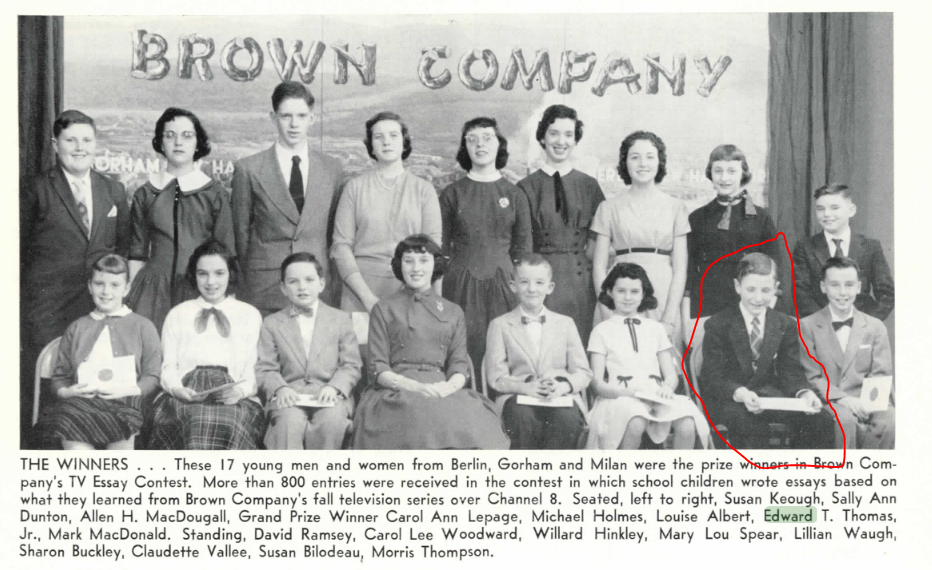 BROWN COMPANY
GORHAM
HA
THE WINNERS . . . These 17 young men and women from Berlin, Gorham and Milan were the prize winners in Brown Com-
pany's TV Essay Contest. More than 800 entries were received in the contest in which school children wrote essays based on
what they learned from Brown Company's fall television series over Channel 8. Seated, left to right, Susan Keough, Sally Ann
Dunton, Allen H. MacDougall, Grand Prize Winner Carol Ann Lepage, Michael Holmes, Louise Albert, Edward T. Thomas,
Jr., Mark MacDonald. Standing, David Ramsey, Carol Lee Woodward, Willard Hinkley, Mary Lou Spear, Lillian Waugh,
Sharon Buckley, Claudette Vallee, Susan Bilodeau, Morris Thompson.